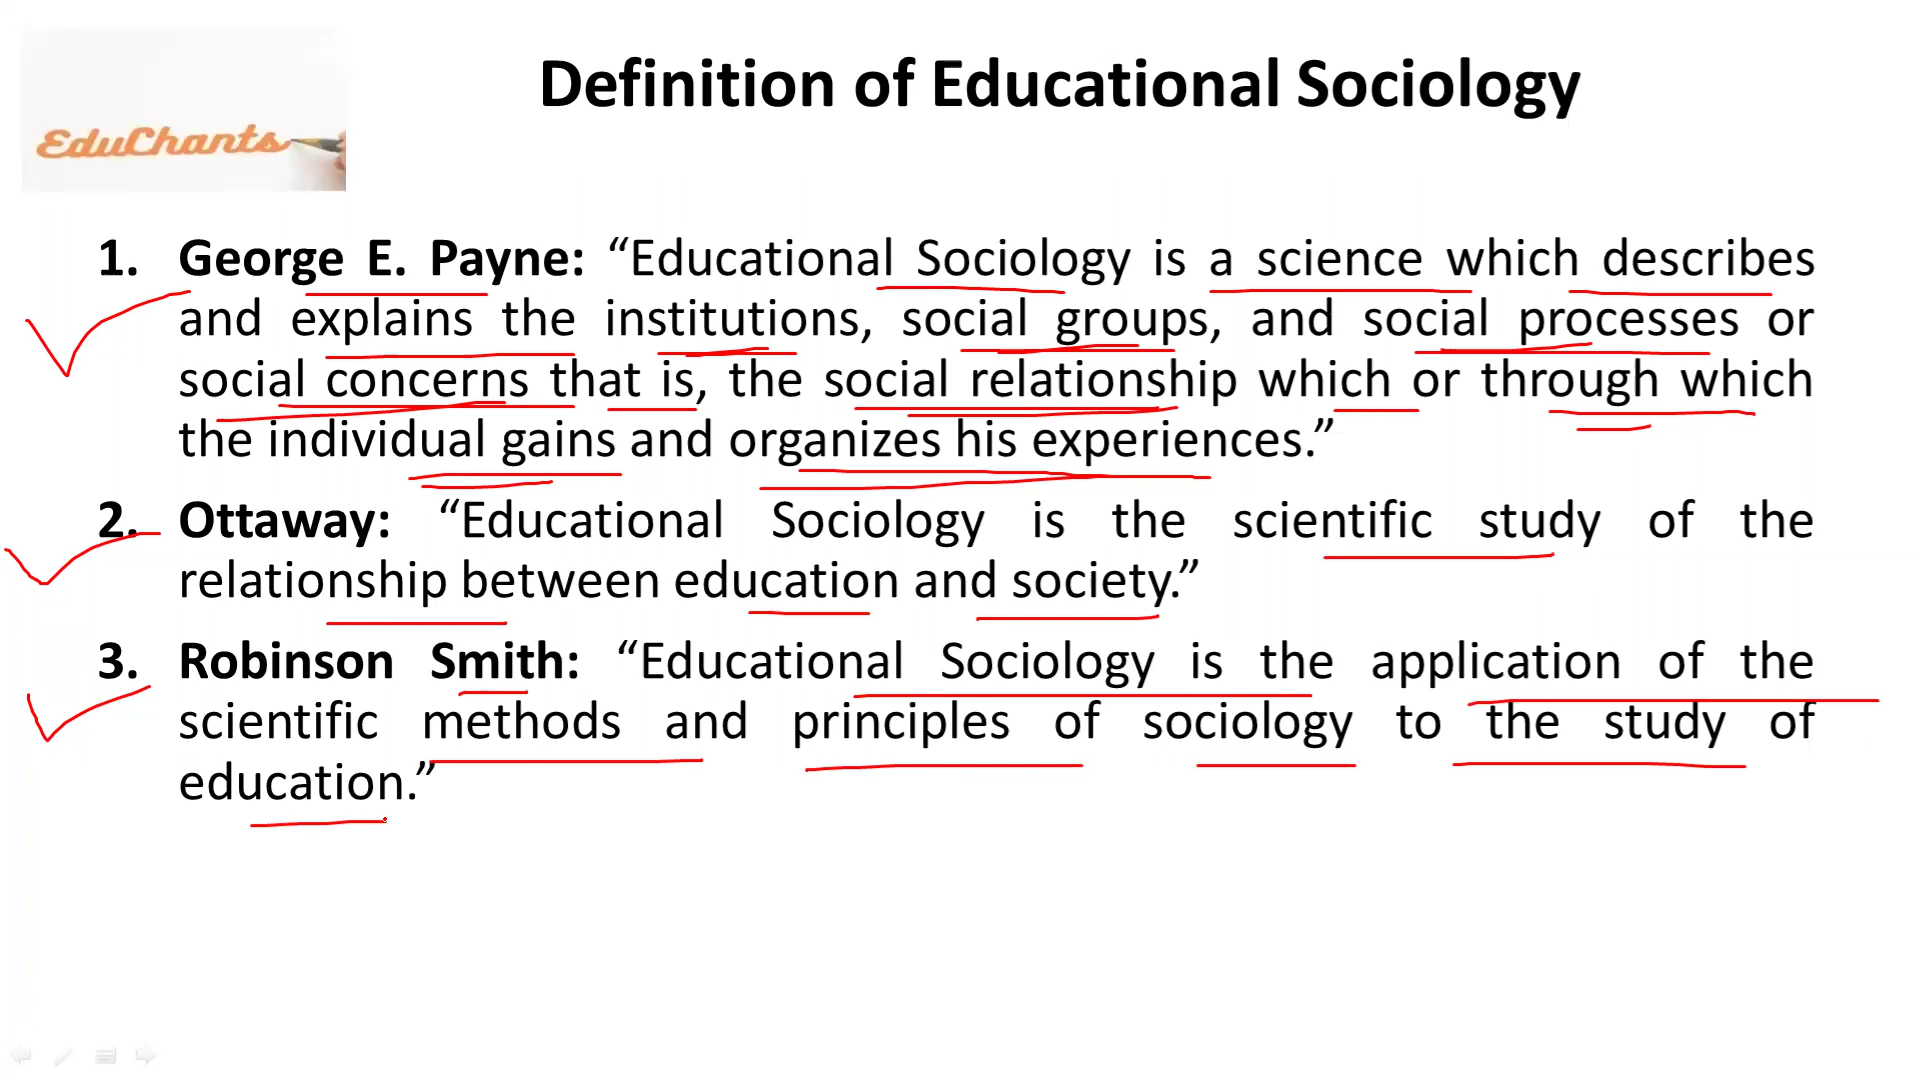 EduChants
Definition of Educational Sociology
1. George E. Payne: “Educational Sociology is a science which describes
and explains the institutions, social groups, and social processes or
social concerns that is, the social relationship which or through which
the individual gains and organizes his experiences.”
2. Ottaway: “Educational Sociology is the scientific study of the
relationship between education and society.”
3. Robinson Smith: “Educational Sociology is the application of the
scientific methods and principles of sociology to the study of
education.”